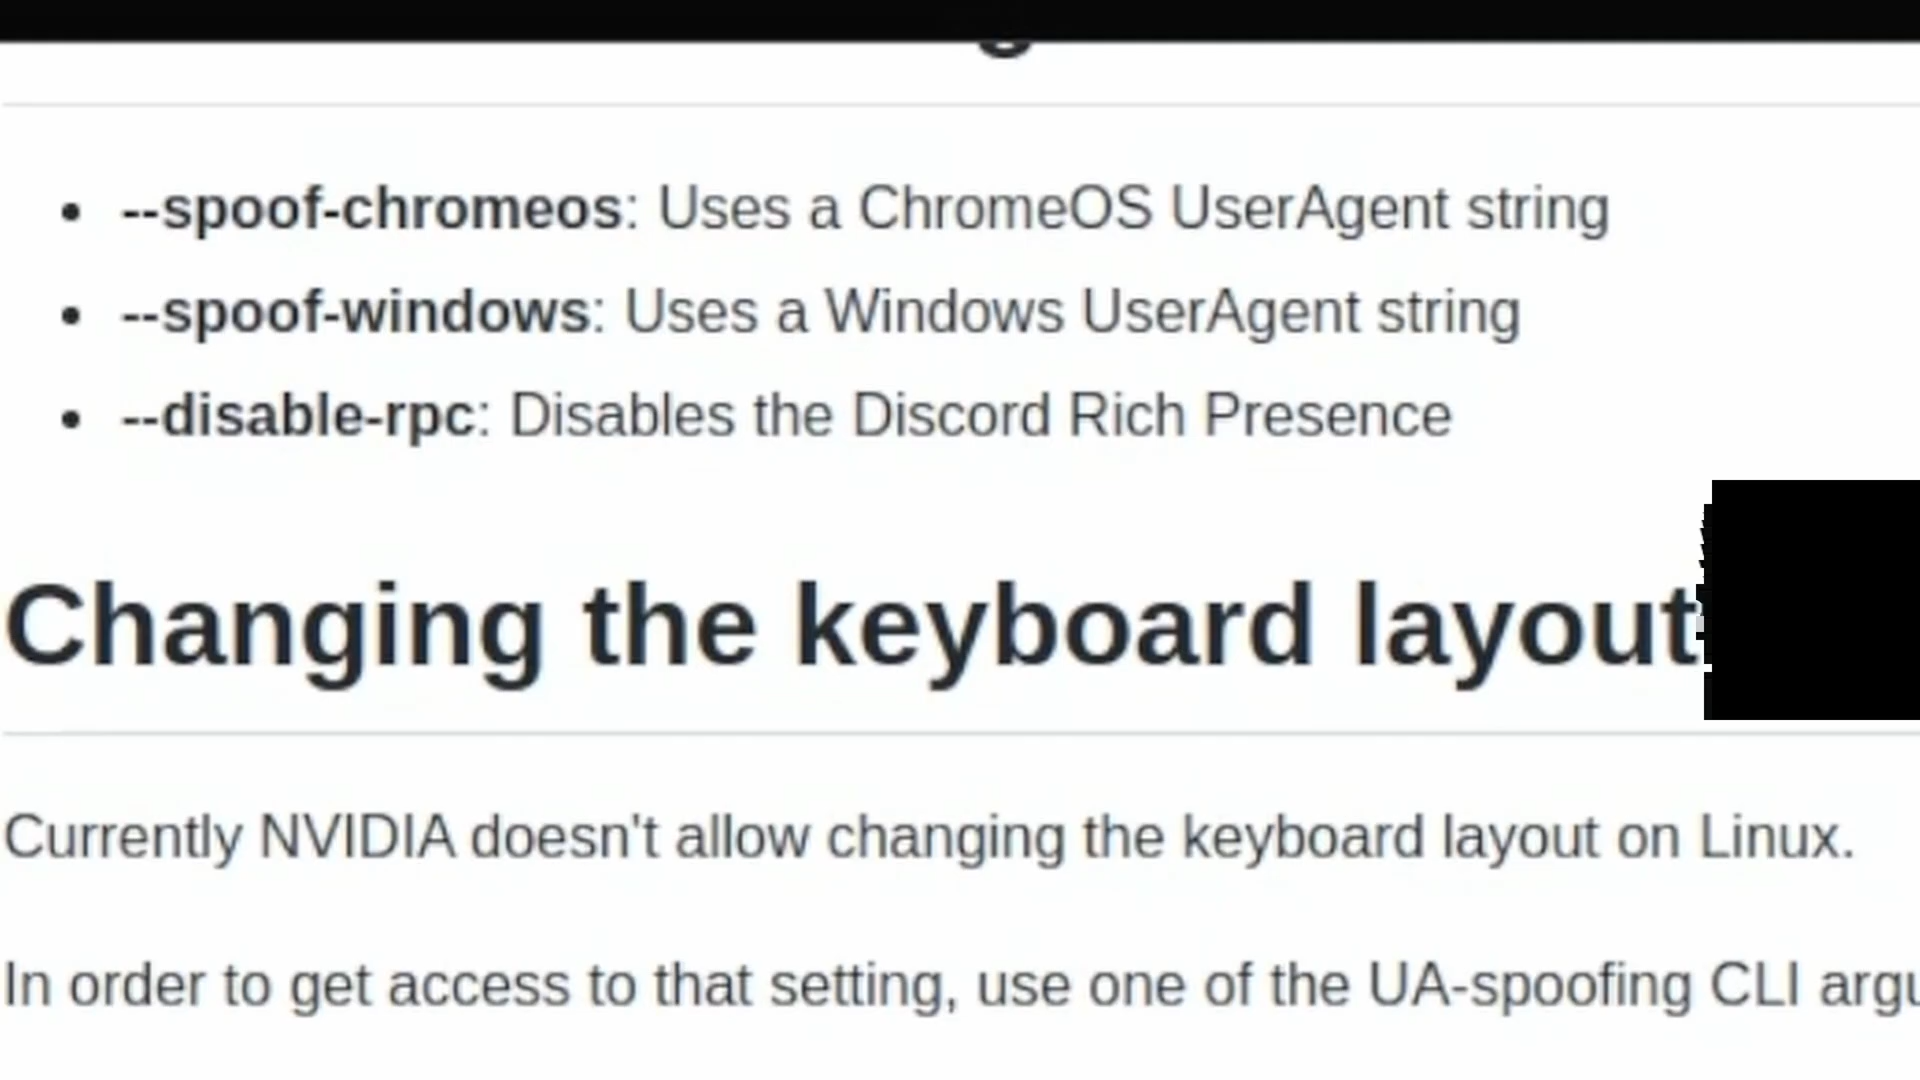 --spoof-chromeos: Uses a ChromeOS UserAgent string
--spoof-windows: Uses a Windows UserAgent string
--disable-rpc: Disables the Discord Rich Presence
Changing the keyboard layout
Currently NVIDIA doesn't allow changing the keyboard layout on Linux.
In order to get access to that setting, use one of the UA-spoofing CLI